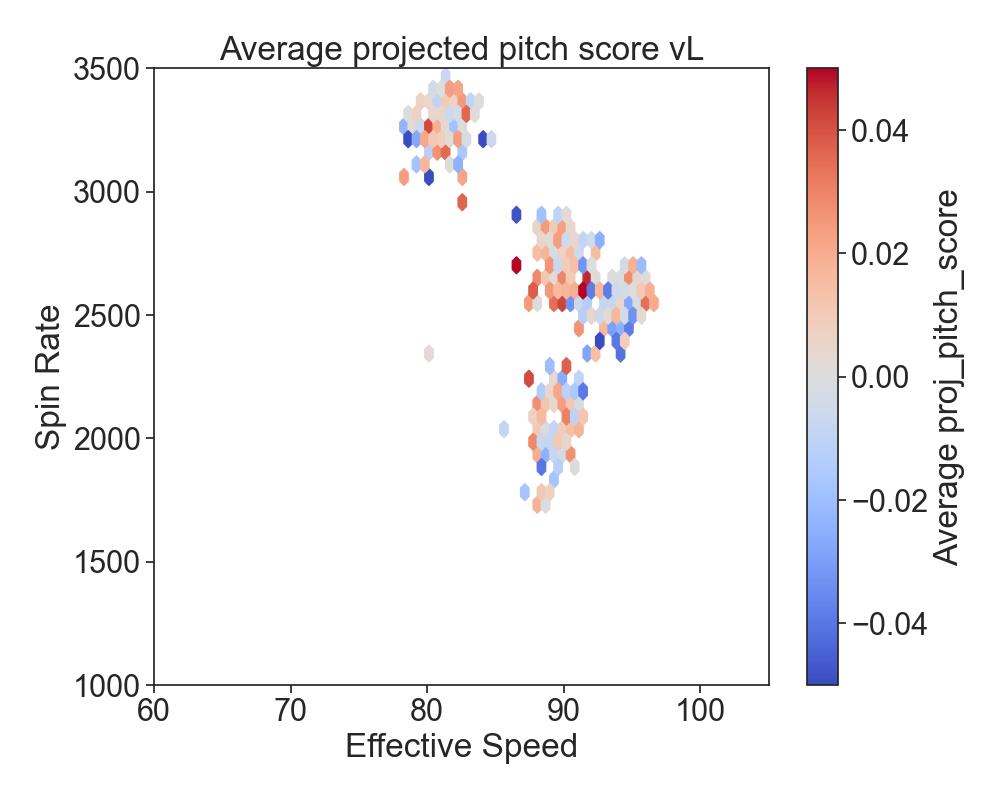 Average projected pitch score vL
3500
3000
2500
2000
1500
1000
Spin Rate
60 70 80 90 100
Effective Speed
0.04
0.02
0.00
−0.02
−0.04
Average proj_pitch_score